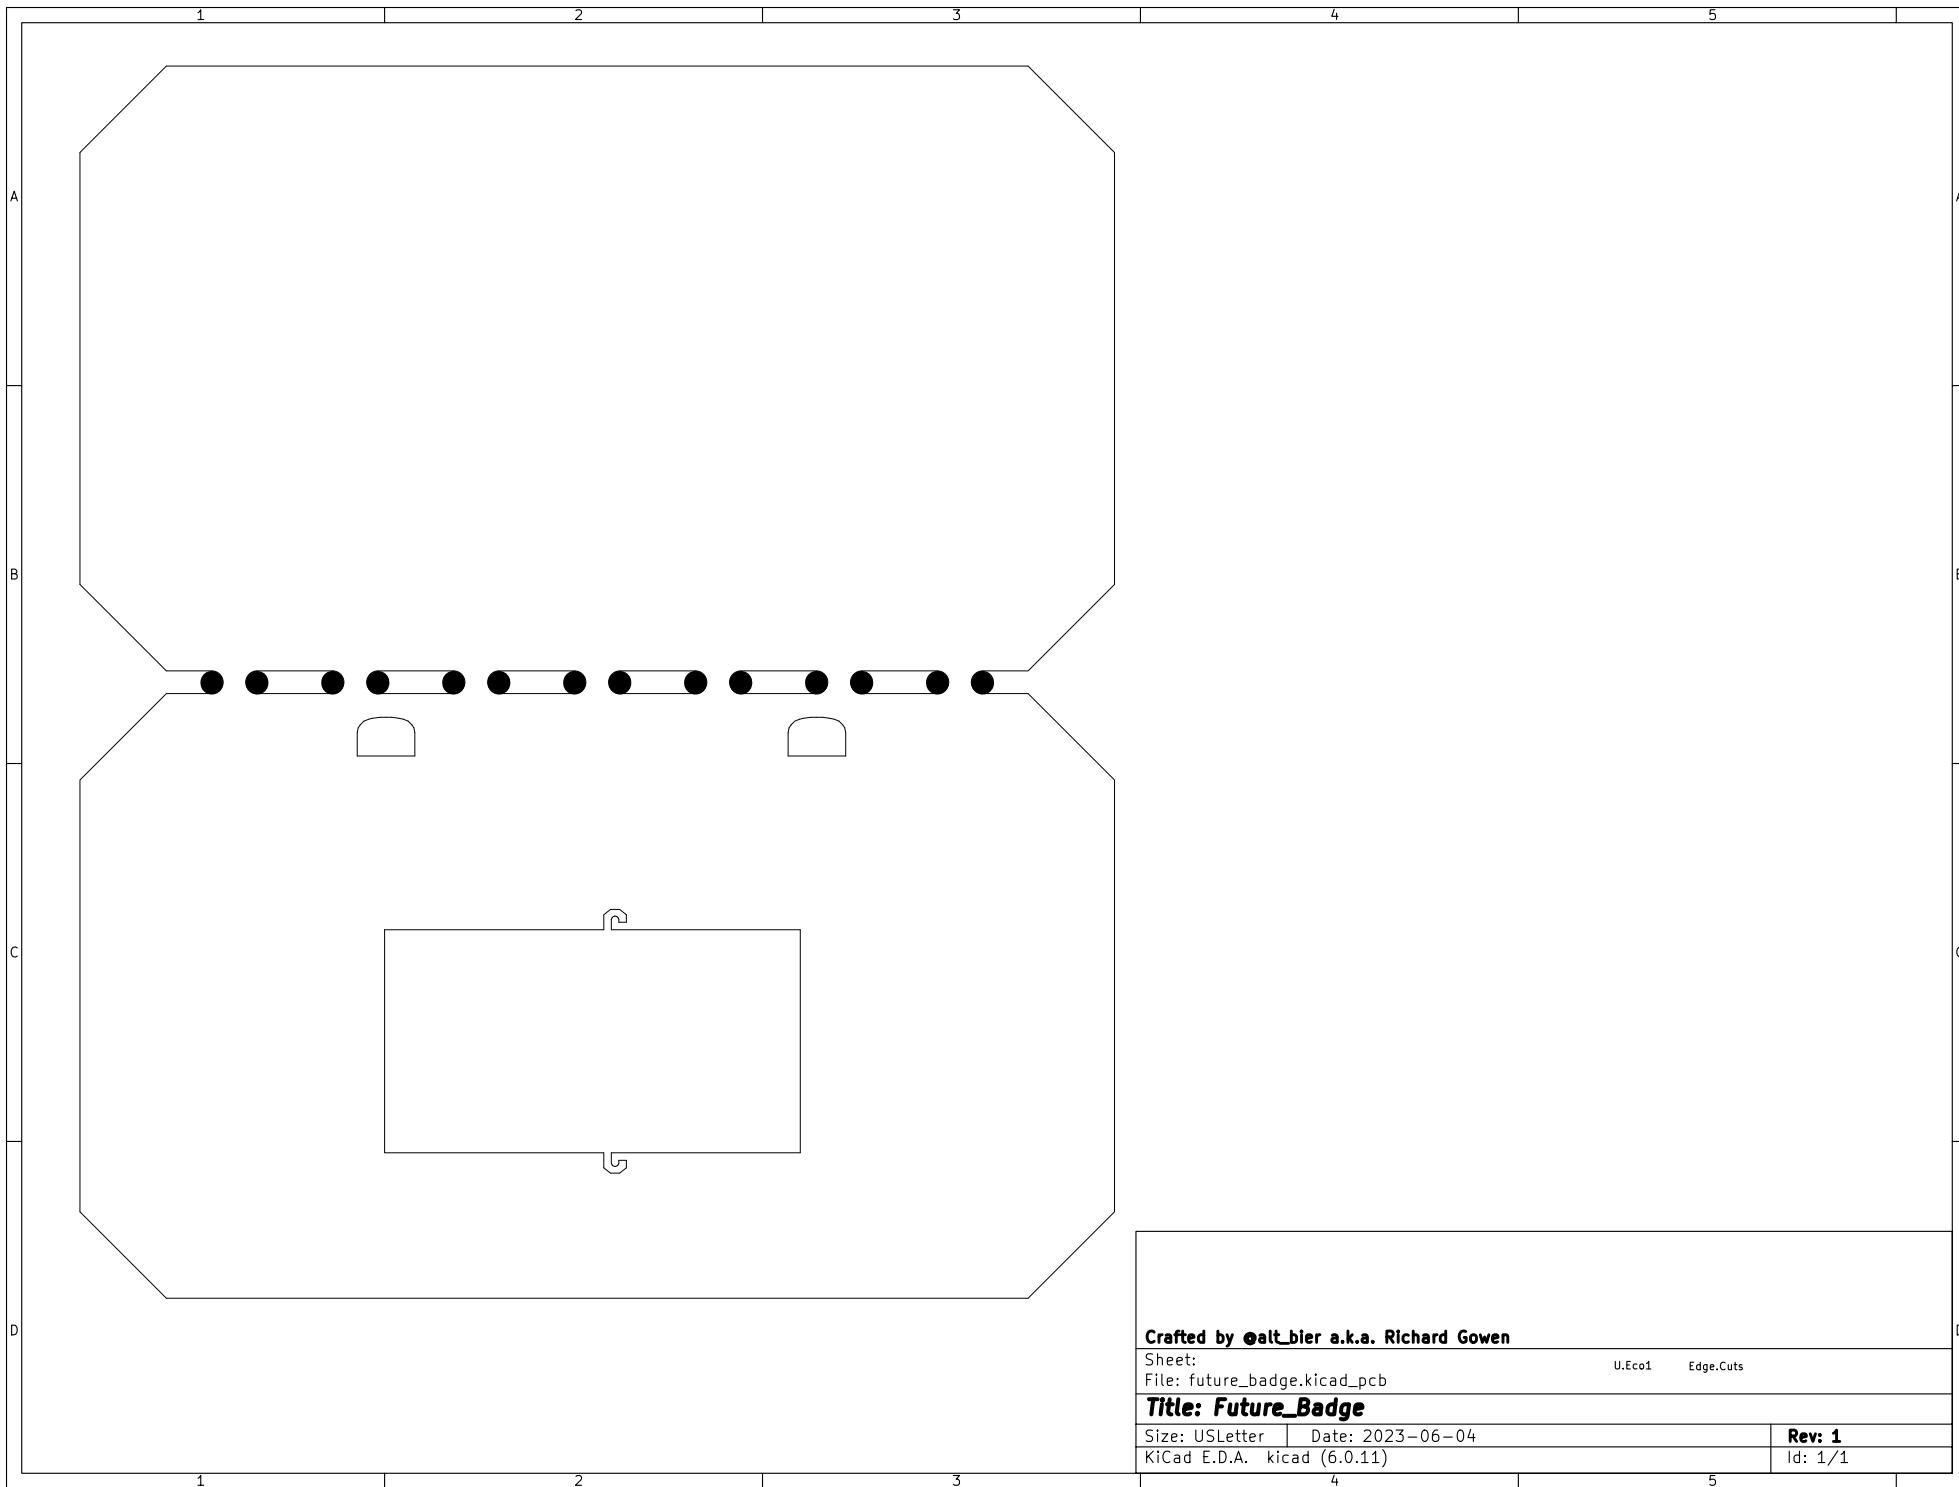 1 2 3 4 5
A A
B B
C C
D D
Crafted by @alt_bier a.k.a. Richard Gowen
Sheet:
U.Eco1 Edge.Cuts
File: future_badge.kicad_pcb
Title: Future_Badge
Size: USLetter Date: 2023-06-04 Rev: 1
KiCad E.D.A. kicad (6.0.11) Id: 1/1
1 2 3 4 5